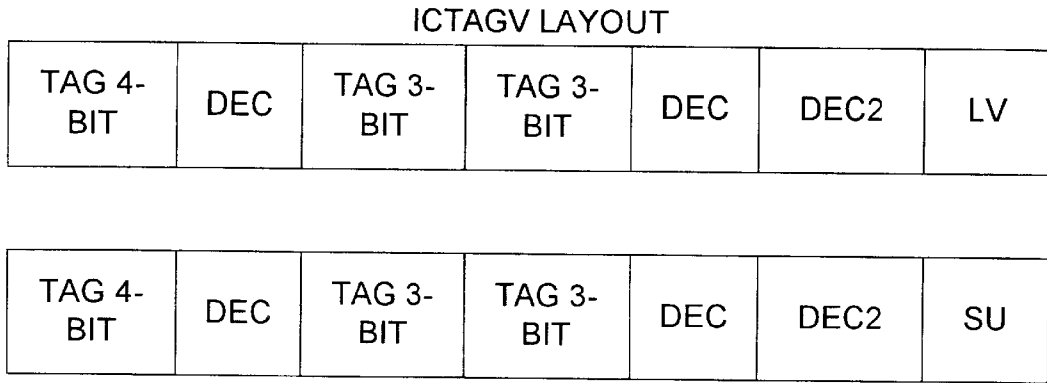 ICTAGV LAYOUT
TAG 4-
BIT
DEC
TAG 3-
BIT
TAG 3-
BIT
DEC
DEC2
LV
TAG 4-
BIT
DEC
TAG 3-
BIT
TAG 3-
BIT
DEC
DEC2
SU